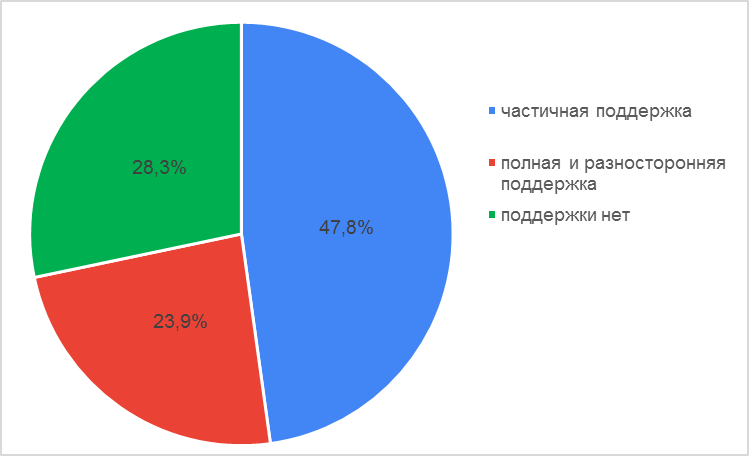 частичная поддержка
полная и разносторонняя
поддержка
поддержки нет
28,3%
47,8%
23,9%